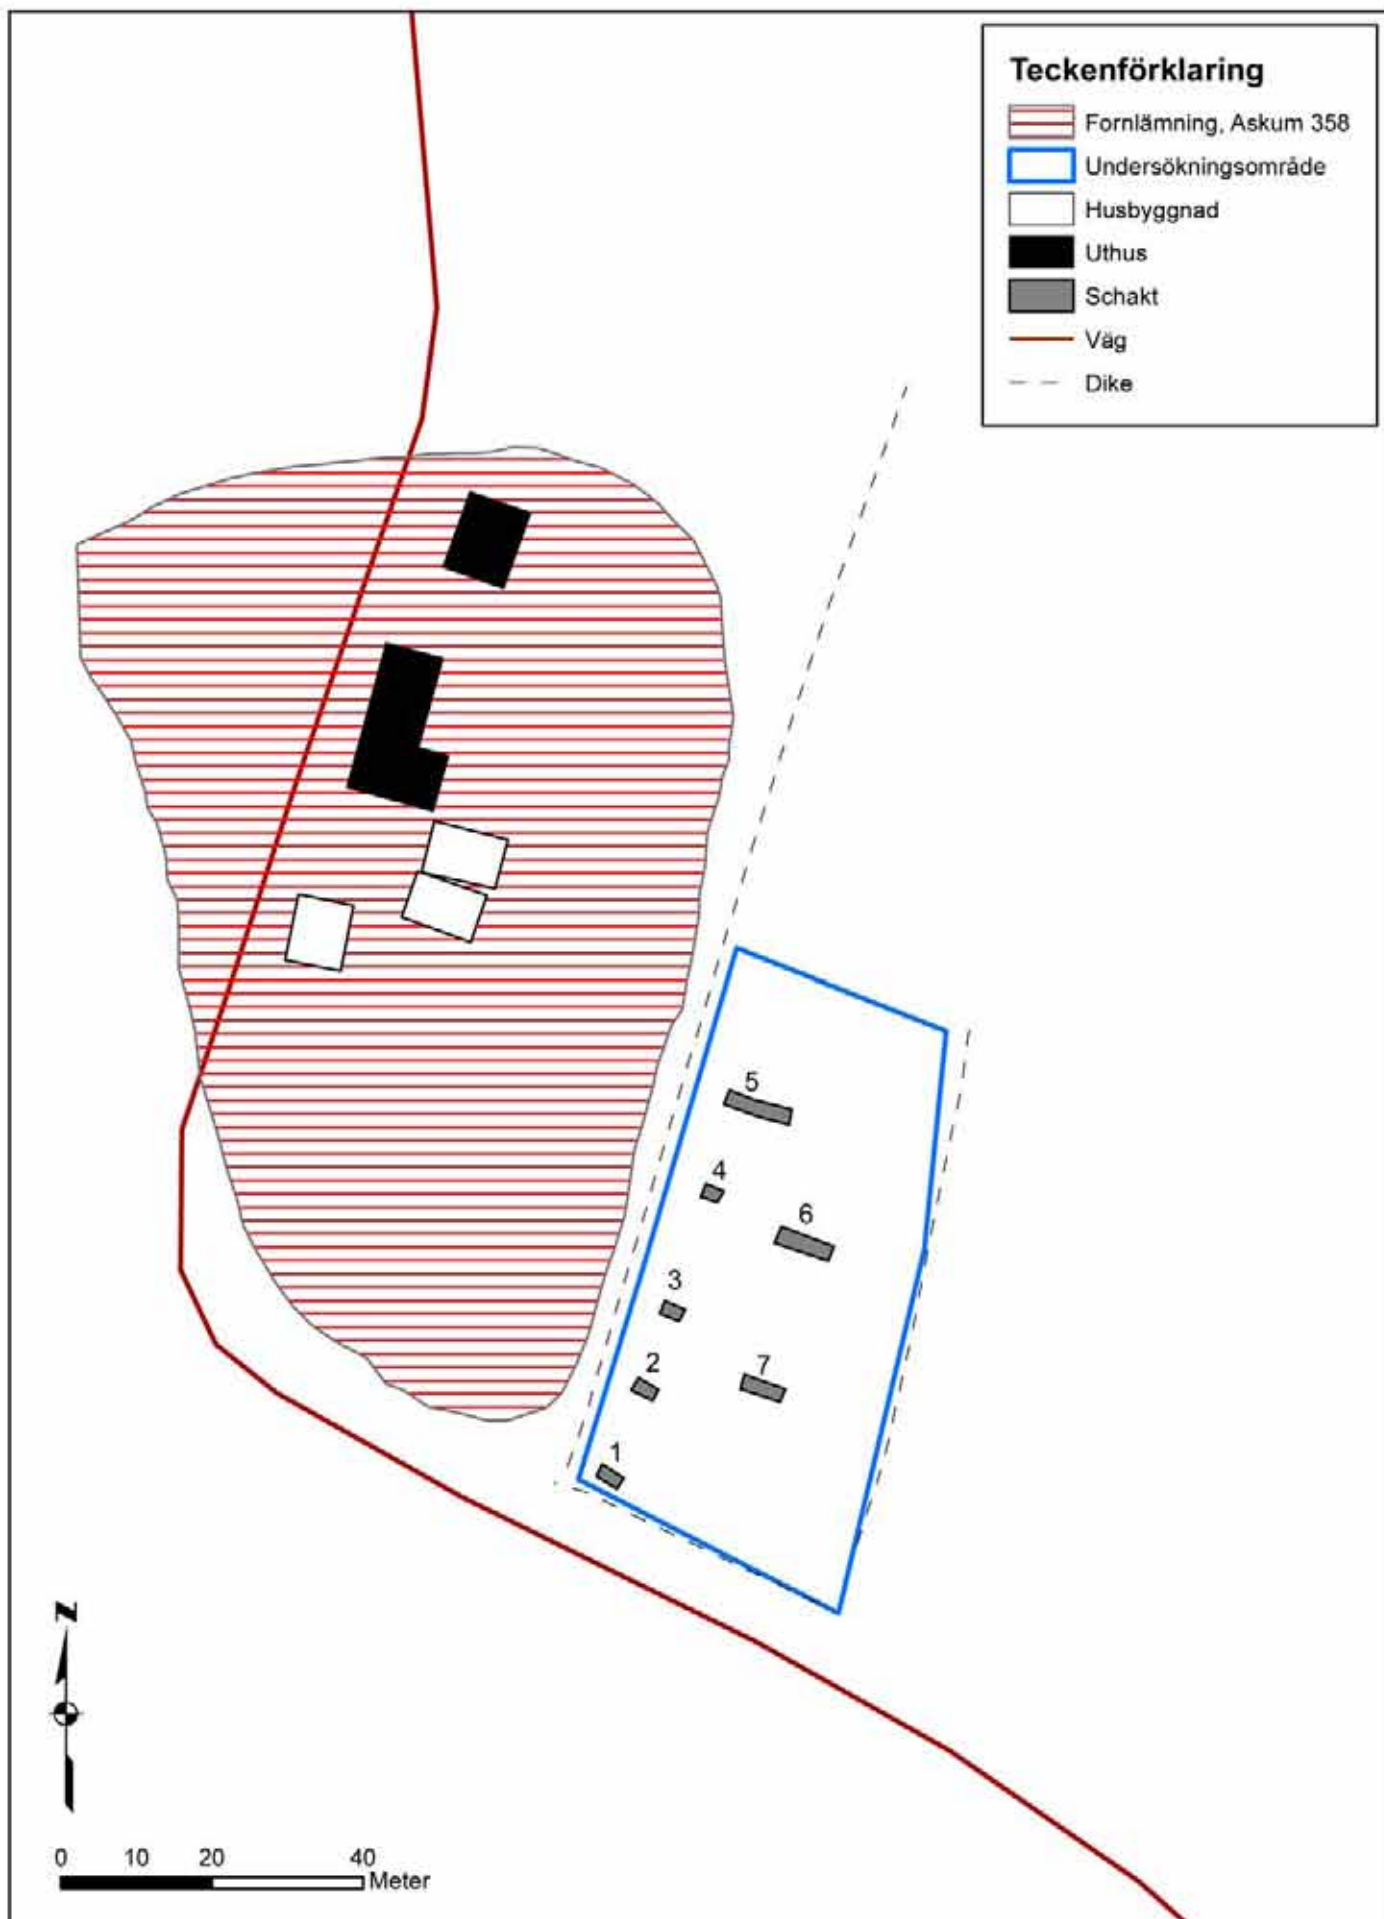 Teckenförklaring
Fornlämning, Askum 358
Undersökningsområde
Husbyggnad
Uthus
Schakt
Väg
Dike
5
4
6
3
2
7
1
N
0 10 20 40
Meter